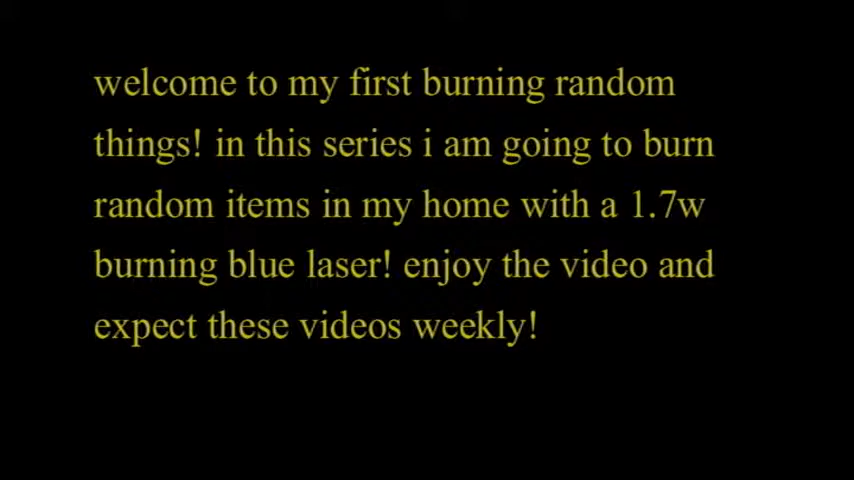 welcome to my first burning random
things! in this series i am going to burn
random items in my home with a 1.7w
burning blue laser! enjoy the video and
expect these videos weekly!